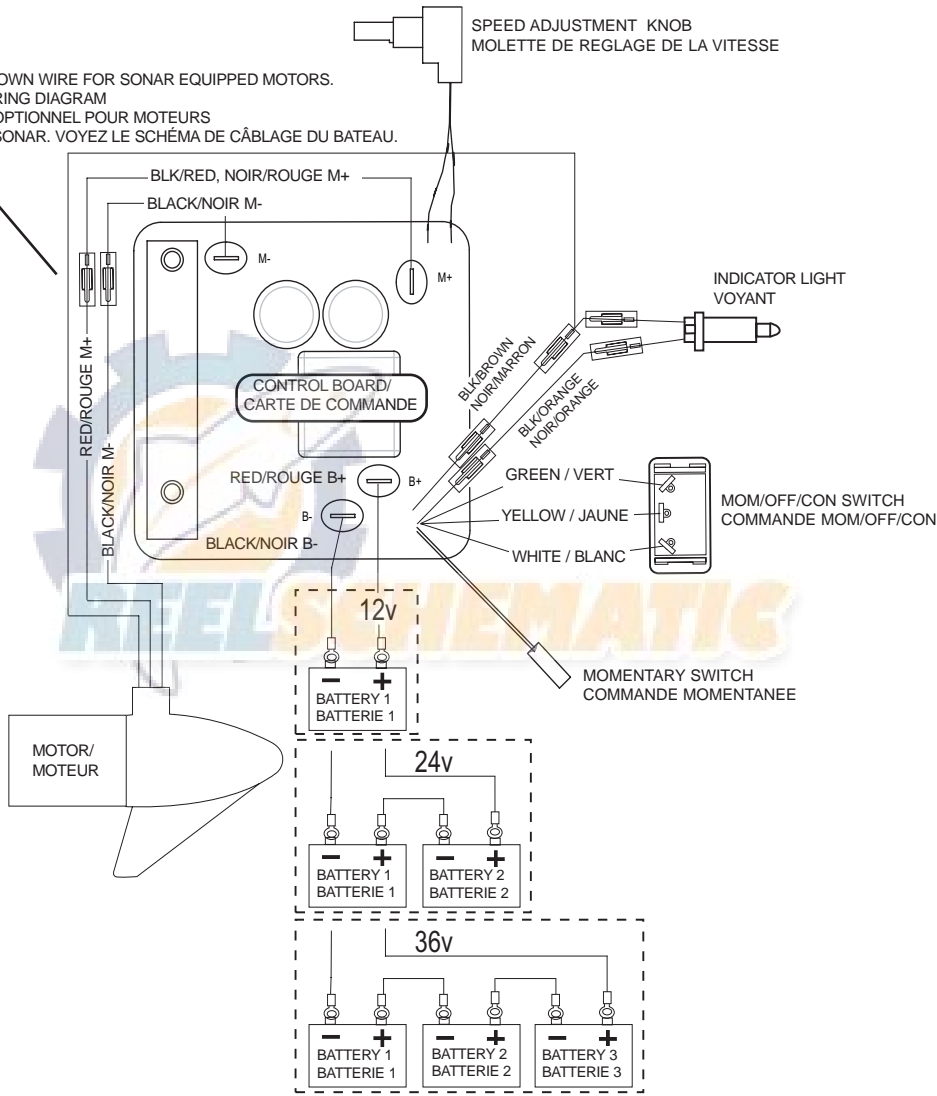 SPEED ADJUSTMENT KNOB
MOLETTE DE REGLAGE DE LA VITESSE
OWN WIRE FOR SONAR EQUIPPED MOTORS.
RING DIAGRAM
OPTIONNEL POUR MOTEURS
SONAR. VOYEZ LE SCHÉMA DE CÂBLAGE DU BATEAU.
BLK/RED, NOIR/ROUGE M+
BLACK/NOIR M-
M-
M+
INDICATOR LIGHT
VOYANT
RED/ROUGE M+
BLACK/NOIR M-
CONTROL BOARD/
CARTE DE COMMANDE
BLK/BROWN
NOIR/MARRON
BLK/ORANGE
NOIR/ORANGE
RED/ROUGE B+
B+
B-
BLACK/NOIR B-
GREEN / VERT
YELLOW / JAUNE
WHITE / BLANC
MOM/OFF/CON SWITCH
COMMANDE MOM/OFF/CON
REELSCHEMATIC
MOMENTARY SWITCH
COMMANDE MOMENTANEE
12v
- +
BATTERY 1
BATTERIE 1
MOTOR/
MOTEUR
24v
- + - +
BATTERY 1 BATTERY 2
BATTERIE 1 BATTERIE 2
36v
- + - + - +
BATTERY 1 BATTERY 2 BATTERY 3
BATTERIE 1 BATTERIE 2 BATTERIE 3